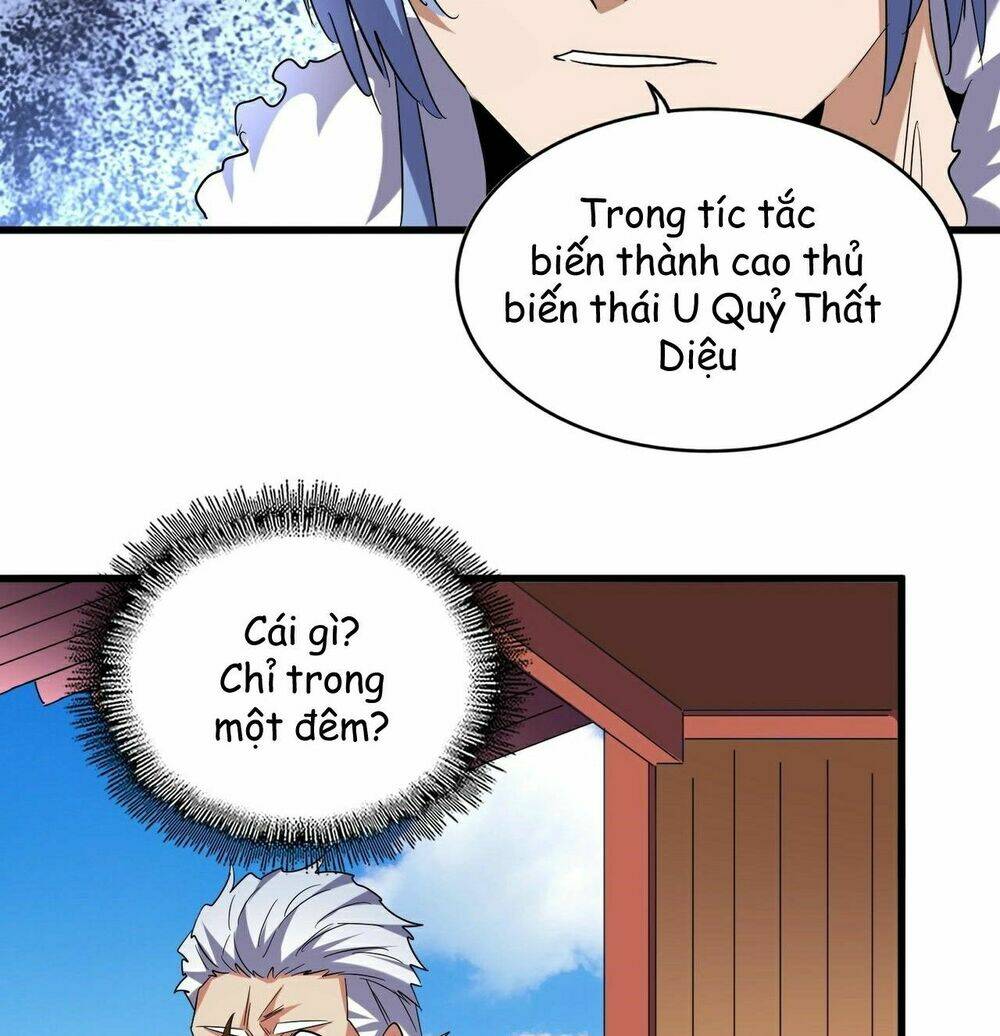 Trong tíc tắc
biến thành cao thủ
biến thái U Quỷ Thất
Diệu
Cái gì?
Chỉ trong
một đêm?